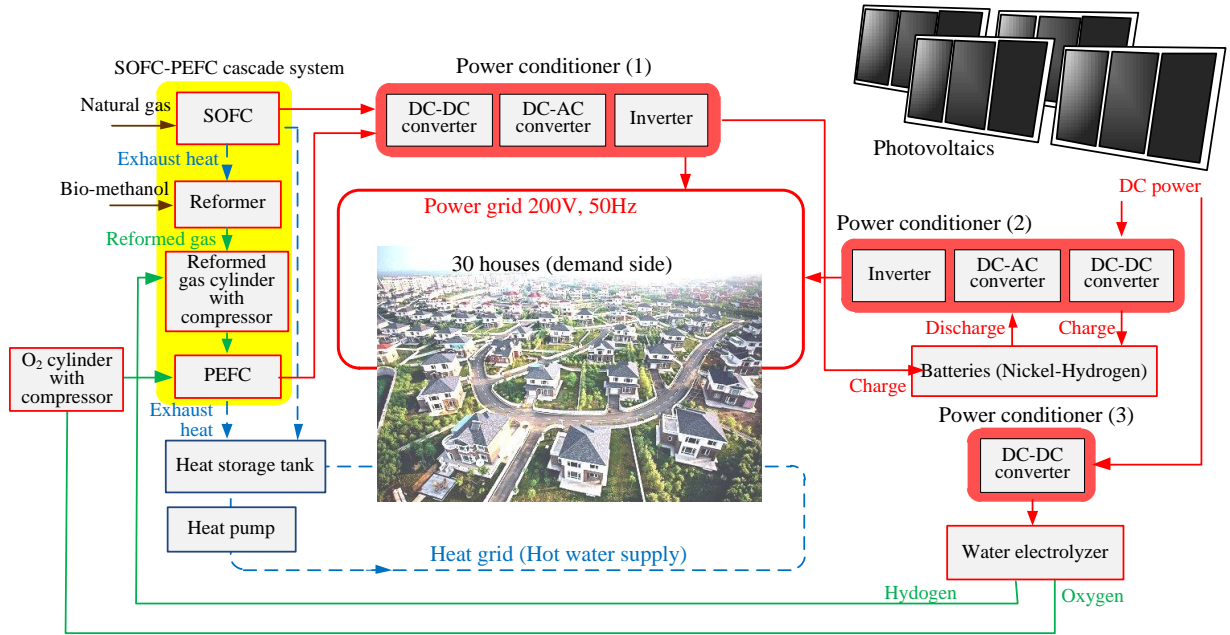 SOFC-PEFC cascade system
Natural gas
SOFC
Exhaust heat
Bio-methanol
Reformer
Reformed gas
Reformed
gas cylinder
with
compressor
O2 cylinder
with
compressor
PEFC
Exhaust
heat
Heat storage tank
Heat pump
Power conditioner (1)
DC-DC
converter
DC-AC
converter
Inverter
Power grid 200V, 50Hz
30 houses (demand side)
Heat grid (Hot water supply)
Photovoltaics
DC power
Power conditioner (2)
Inverter
DC-AC
converter
DC-DC
converter
Discharge
Charge
Charge
Batteries (Nickel-Hydrogen)
Power conditioner (3)
DC-DC
converter
Water electrolyzer
Hydogen
Oxygen